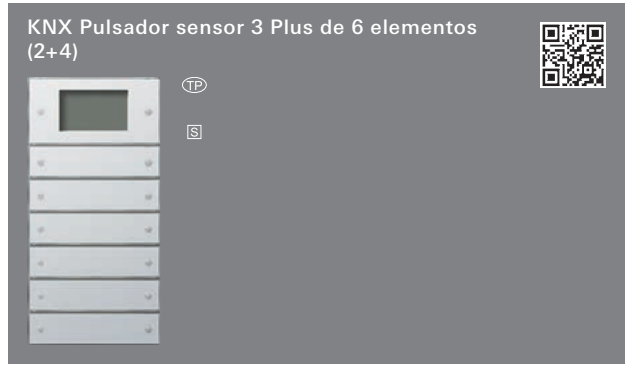 KNX Pulsador sensor 3 Plus de 6 elementos
(2+4)
TP
S